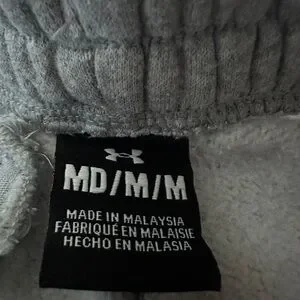 MD/M/M
MADE IN MALAYSIA
FABRIQUÉ EN MALAISIE
HECHO EN MALASIA